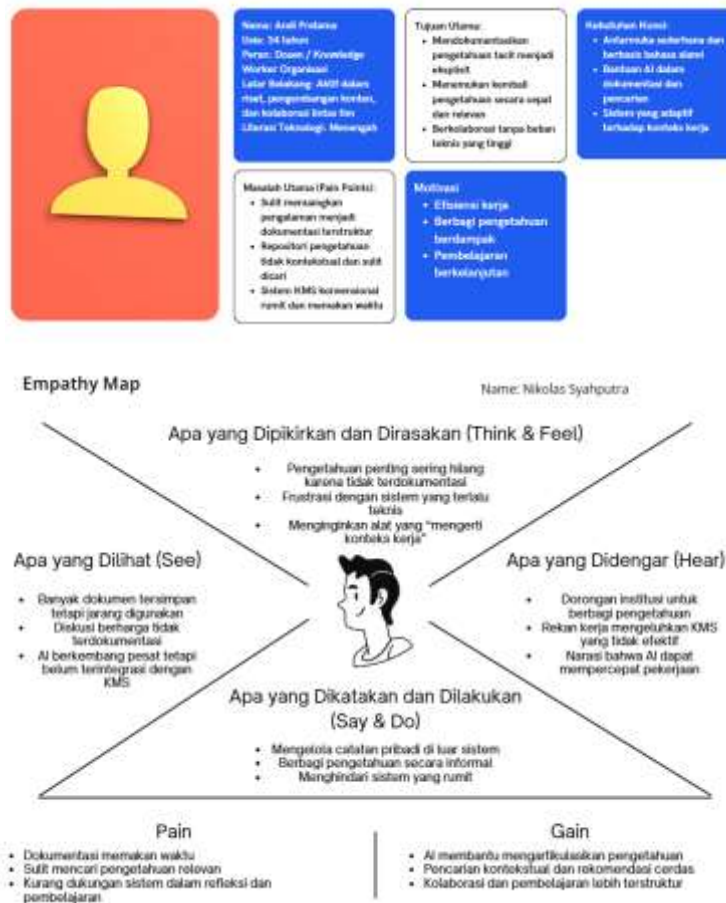 Nama: Andi Pratama
Usia: 34 tahun
Peran: Dosen / Knowledge
Worker Organisasi
Latar Belakang: Aktif dalam
riset, pengembangan konten,
dan kolaborasi lintas tim
Literasi Teknologi: Menengah
Tujuan Utama:
• Mendokumentasikan
pengetahuan tacit menjadi
eksplisit
• Menemukan kembali
pengetahuan secara cepat
dan relevan
• Berkolaborasi tanpa beban
teknis yang tinggi
Kebutuhan Kunci:
• Antarmuka sederhana dan
berbasis bahasa alami
• Bantuan AI dalam
dokumentasi dan
pencarian
• Sistem yang adaptif
terhadap konteks kerja
Masalah Utama (Pain Points):
• Sulit menuangkan
pengalaman menjadi
dokumentasi terstruktur
• Repositori pengetahuan
tidak kontekstual dan sulit
dicari
• Sistem KMS konvensional
rumit dan memakan waktu
Motivasi
• Efisiensi kerja
• Berbagi pengetahuan
berdampak
• Pembelajaran
berkelanjutan
Empathy Map
Name: Nikolas Syahputra
Apa yang Dipikirkan dan Dirasakan (Think & Feel)
• Pengetahuan penting sering hilang
karena tidak terdokumentasi
• Frustrasi dengan sistem yang terlalu
teknis
• Menginginkan alat yang "mengerti
konteka kerja"
Apa yang Dilihat (See)
• Banyak dokumen tersimpan
tetapi jarang digunakan
• Diskusi berharga tidak
terdokumentasi
• AI berkembang pesat tetapi
belum terintegrasi dengan
KMS
Apa yang Didengar (Hear)
• Dorongan institusi untuk
berbagi pengetahuan
• Rekan kerja mengeluhkan KMS
yang tidak efektif
• Narasi bahwa AI dapat
mempercepat pekerjaan
Apa yang Dikatakan dan Dilakukan
(Say & Do)
• Mengelola catatan pribadi di luar sistem
• Berbagi pengetahuan secara informal
• Menghindari sistem yang rumit
Pain
• Dokumentasi memakan waktu
• Sulit mencari pengetahuan relevan
• Kurang dukungan sistem dalam refleksi dan
pembelajaran
Gain
• AI membantu mengartikulasikan pengetahuan
• Pencarian kontekstual dan rekomendasi cerdas
• Kolaborasi dan pembelajaran lebih terstruktur